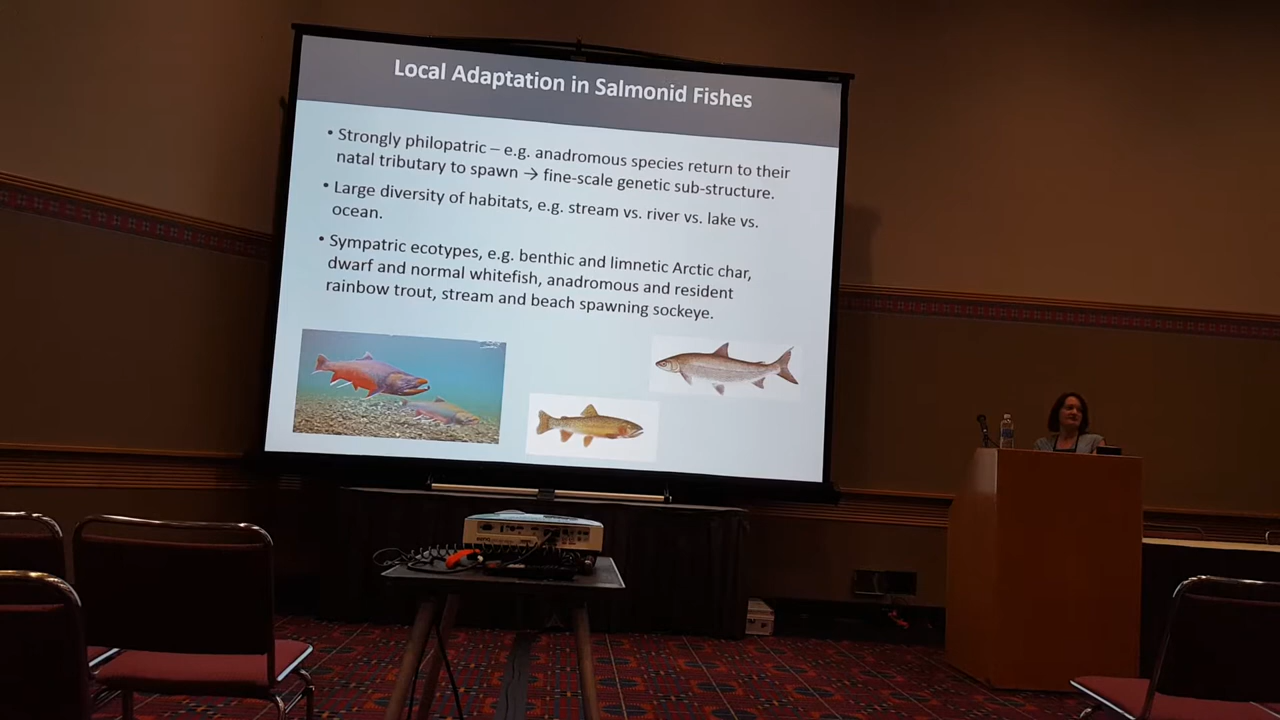 Local Adaptation in Salmonid Fishes
• Strongly philopatric – e.g. anadromous species return to their
natal tributary to spawn → fine-scale genetic sub-structure.
• Large diversity of habitats, e.g. stream vs. river vs. lake vs.
ocean.
• Sympatric ecotypes, e.g. benthic and limnetic Arctic char,
dwarf and normal whitefish, anadromous and resident
rainbow trout, stream and beach spawning sockeye.